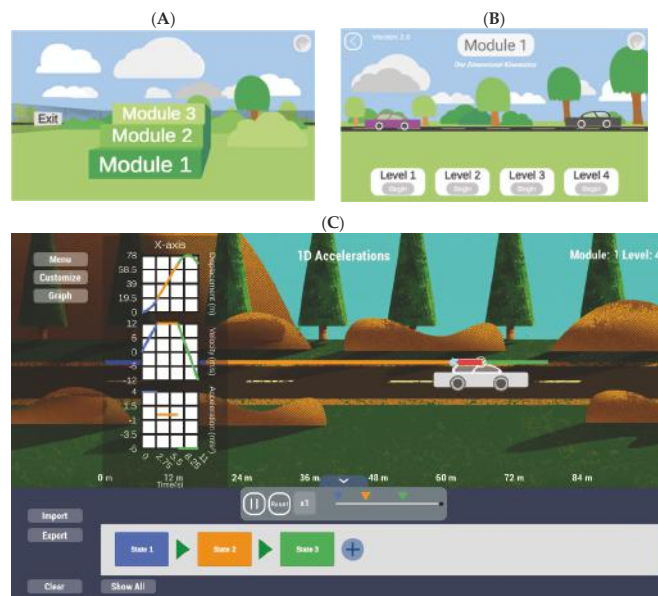 (A)
Exit
Module 3
Module 2
Module 1
(B)
Version 2.0
Module 1
One Dimensional Kinematics
Level 1
Begin
Level 2
Begin
Level 3
Begin
Level 4
Begin
(C)
Menu
Customize
Graph
X-axis
78
58.5
39
19.5
0
Displacement (m)
12
6
0
-6
-12
Velocity (m/s)
4
1.5
-1
-3.5
-6
Acceleration (m/s²)
0
2.75
5.5
8.25
11
Time(s)
1D Accelerations
Module: 1 Level: 4
0 m
12 m
24 m
36 m
48 m
60 m
72 m
84 m
Reset
x1
Import
Export
State 1
State 2
State 3
Clear
Show All